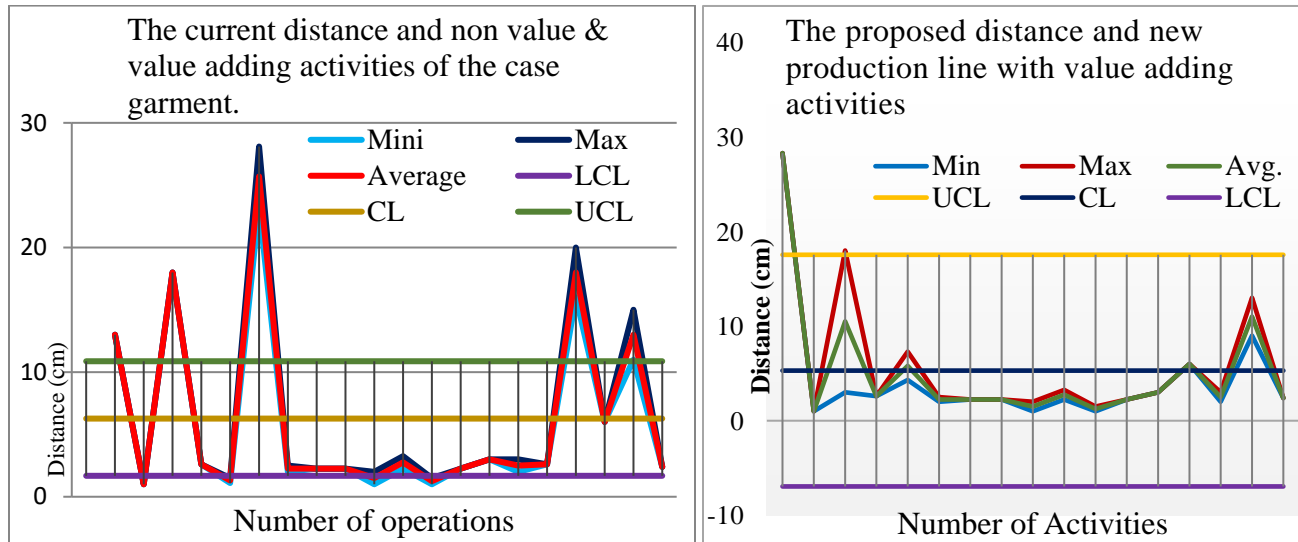 The current distance and non value &
value adding activities of the case
garment.
30
20
10
0
Distance (cm)
Mini
Max
Average
LCL
CL
UCL
Number of operations
The proposed distance and new
production line with value adding
activities
40
30
20
10
0
-10
Distance (cm)
Min
Max
Avg.
UCL
CL
LCL
Number of Activities